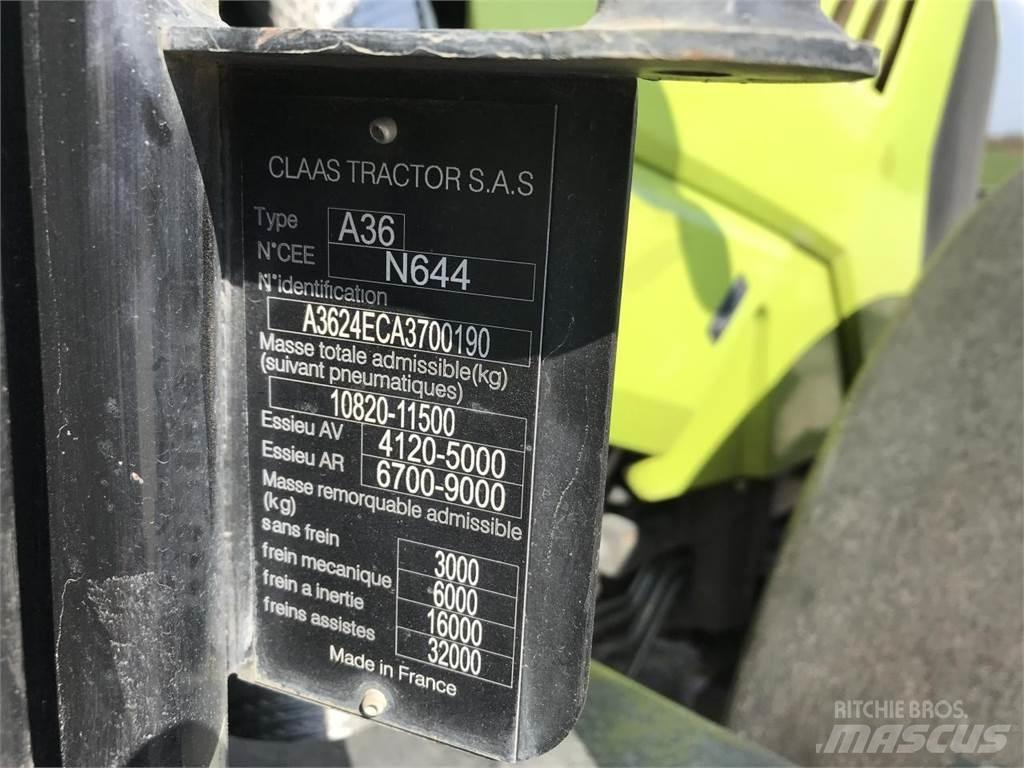 CLAAS TRACTOR S.A.S
Type A36
N°CEE N644
N°identification
A3624ECA3700190
Masse totale admissible(kg)
(suivant pneumatiques)
10820-11500
Essieu AV 4120-5000
Essieu AR 6700-9000
Masse remorquable admissible
(kg)
sans frein 3000
frein mecanique 6000
frein a inertie 16000
freins assistes 32000
Made in France
RITCHIE BROS.
MASCUS